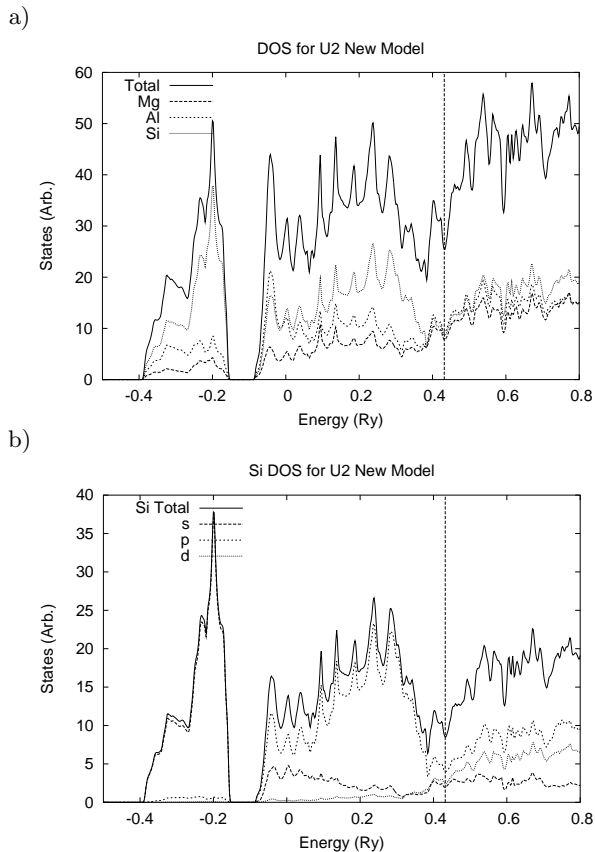 a)
DOS for U2 New Model
60
50
40
30
20
10
0
States (Arb.)
Total
Mg
Al
Si
-0.4 -0.2 0 0.2 0.4 0.6 0.8
Energy (Ry)
b)
Si DOS for U2 New Model
40
35
30
25
20
15
10
5
0
States (Arb.)
Si Total
s
p
d
-0.4 -0.2 0 0.2 0.4 0.6 0.8
Energy (Ry)